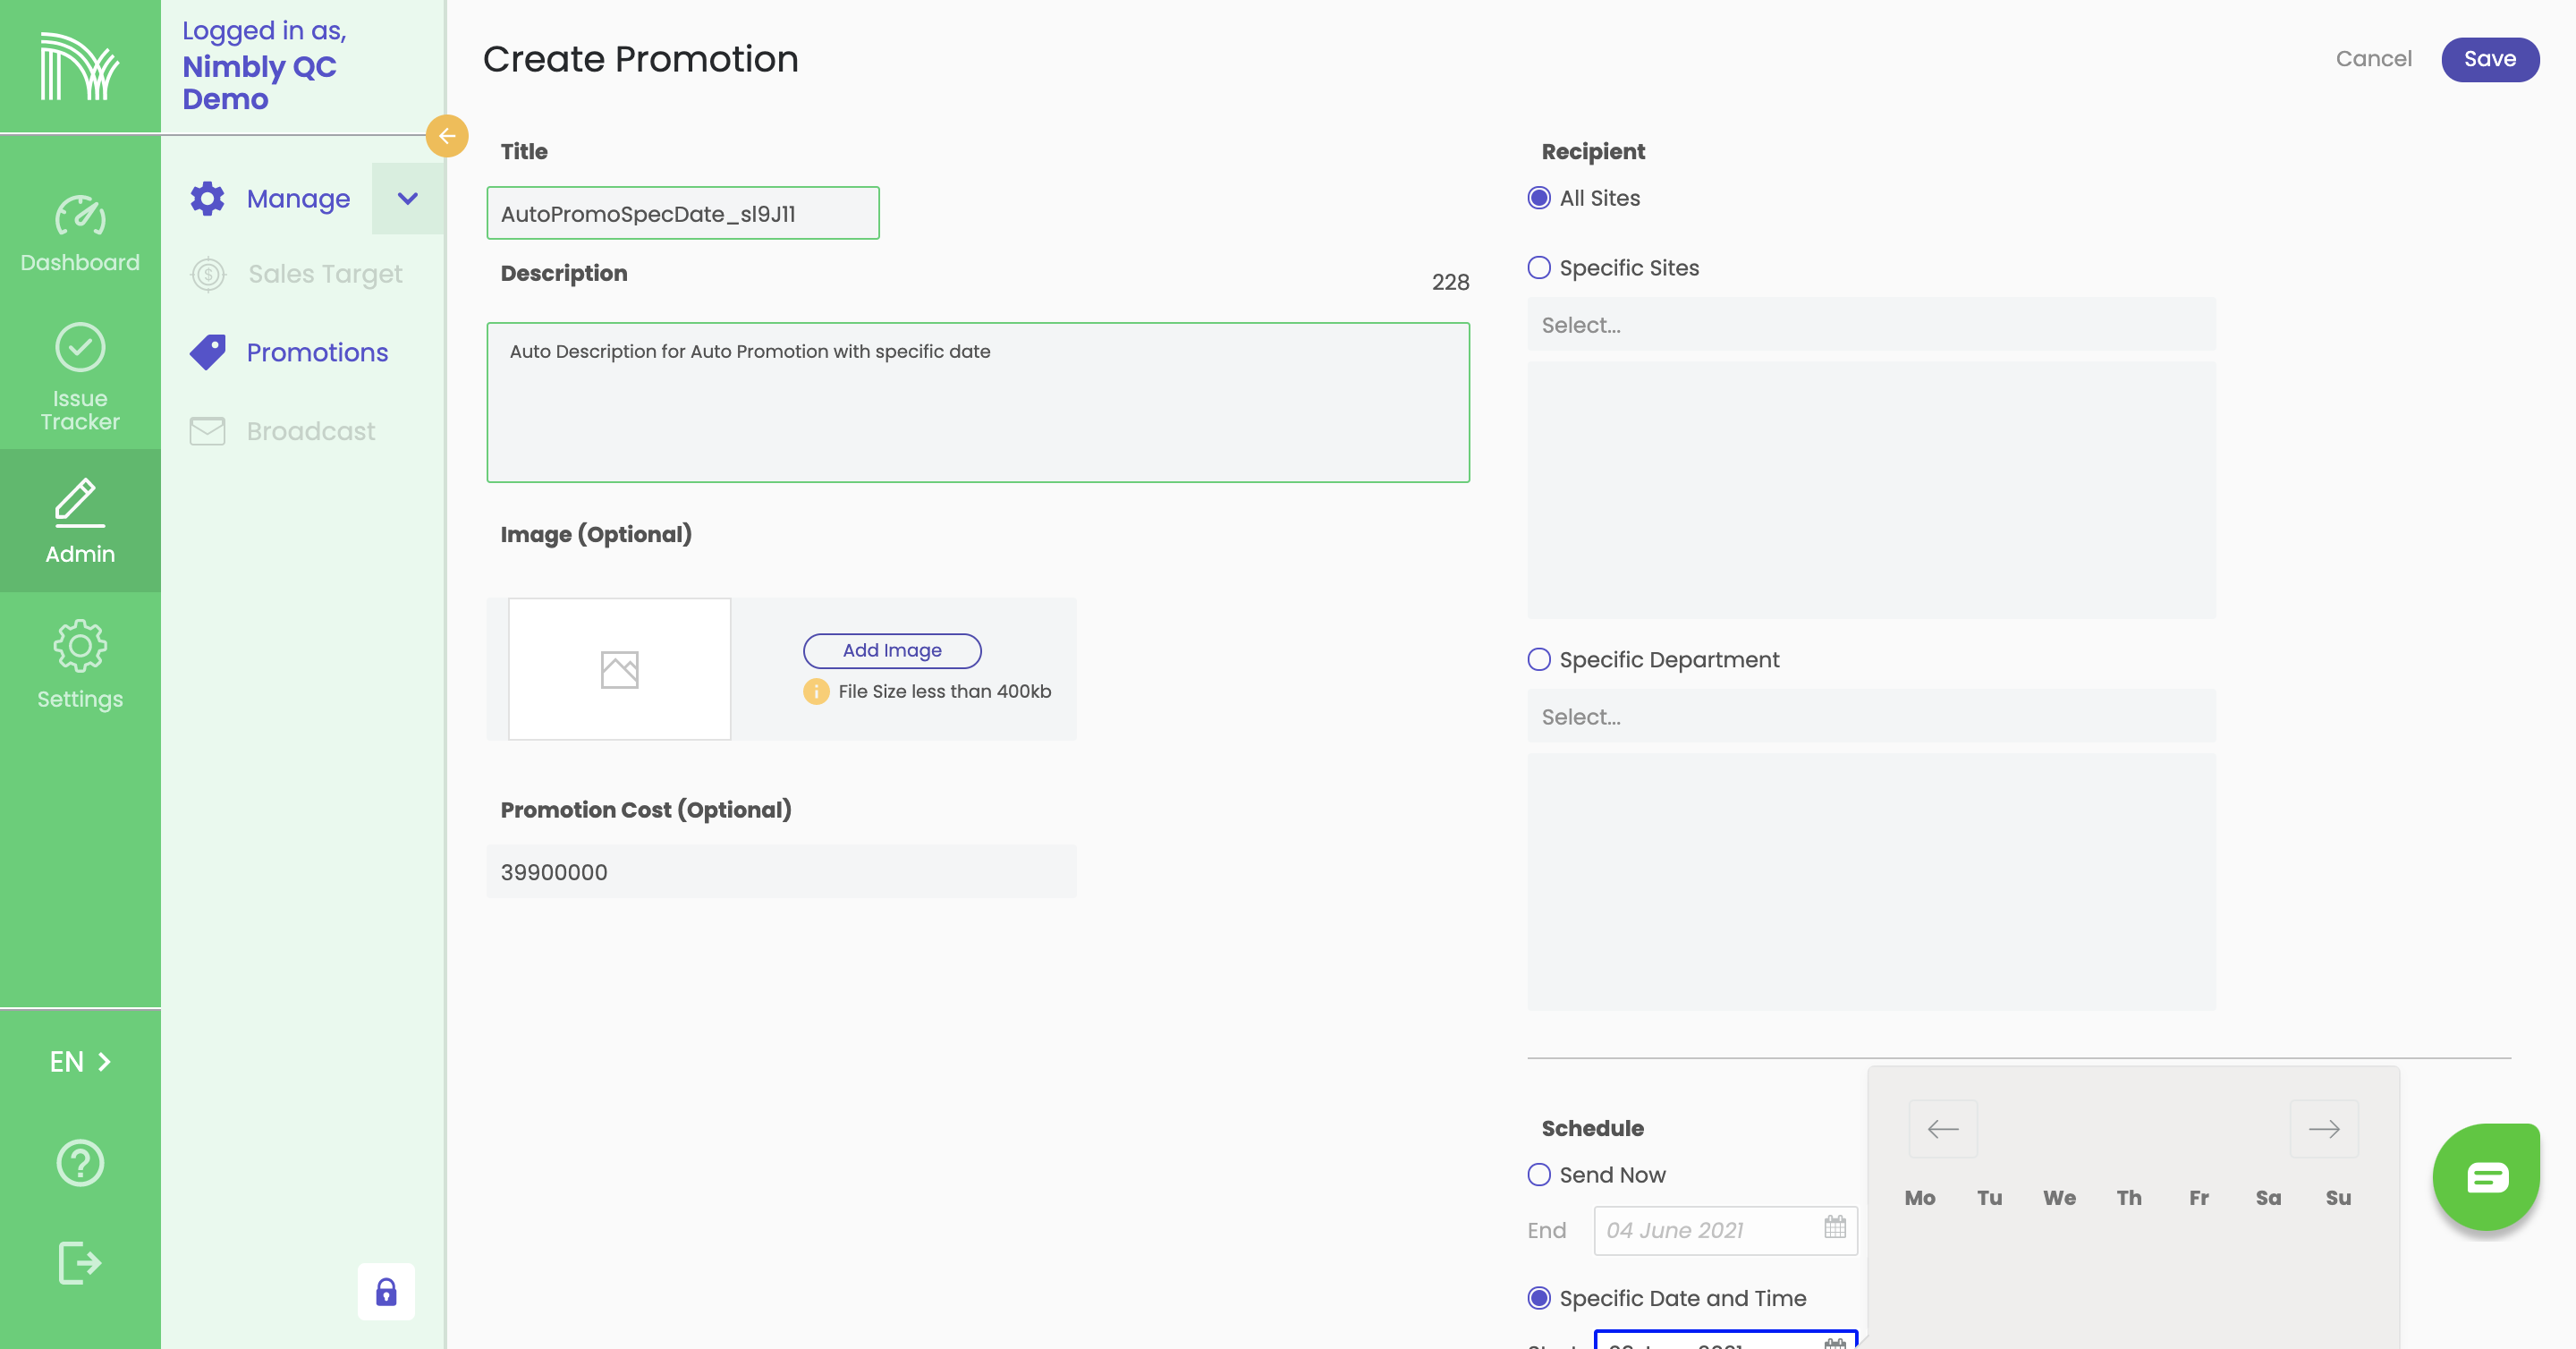 Logged in as,
Nimbly QC
Demo
Dashboard
Issue
Tracker
Admin
Settings
EN
Manage
Sales Target
Promotions
Broadcast
Create Promotion
Cancel
Save
Title
AutoPromoSpecDate_sl9J11
Description
228
Auto Description for Auto Promotion with specific date
Image (Optional)
Add Image
File Size less than 400kb
Promotion Cost (Optional)
39900000
Recipient
All Sites
Specific Sites
Select...
Specific Department
Select...
Schedule
Send Now
End
04 June 2021
Specific Date and Time
Mo Tu We Th Fr Sa Su